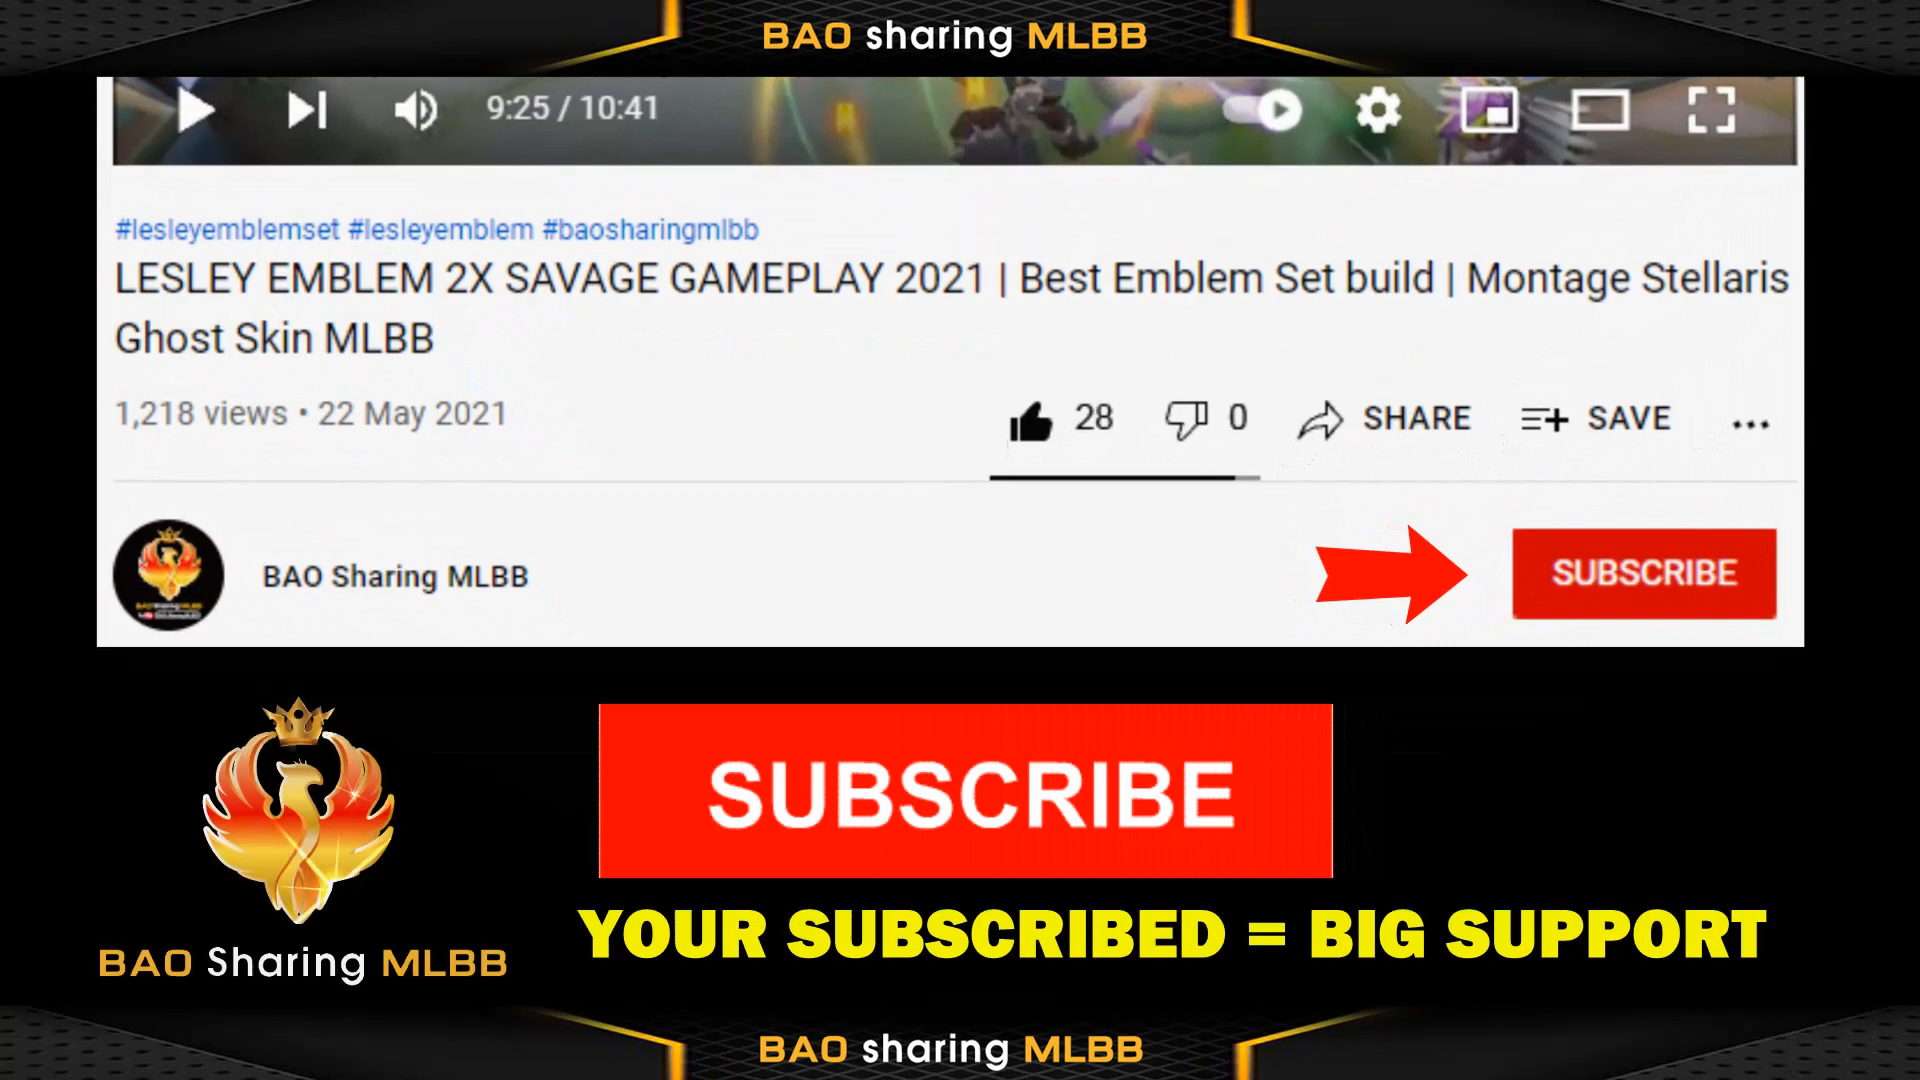 BAO sharing MLBB
9:25 / 10:41
#lesleyemblemset #lesleyemblem #baosharingmlbb
LESLEY EMBLEM 2X SAVAGE GAMEPLAY 2021 | Best Emblem Set build | Montage Stellaris
Ghost Skin MLBB
1,218 views • 22 May 2021
28 0 SHARE SAVE ...
BAO Sharing MLBB
SUBSCRIBE
SUBSCRIBE
YOUR SUBSCRIBED = BIG SUPPORT
BAO Sharing MLBB
BAO sharing MLBB